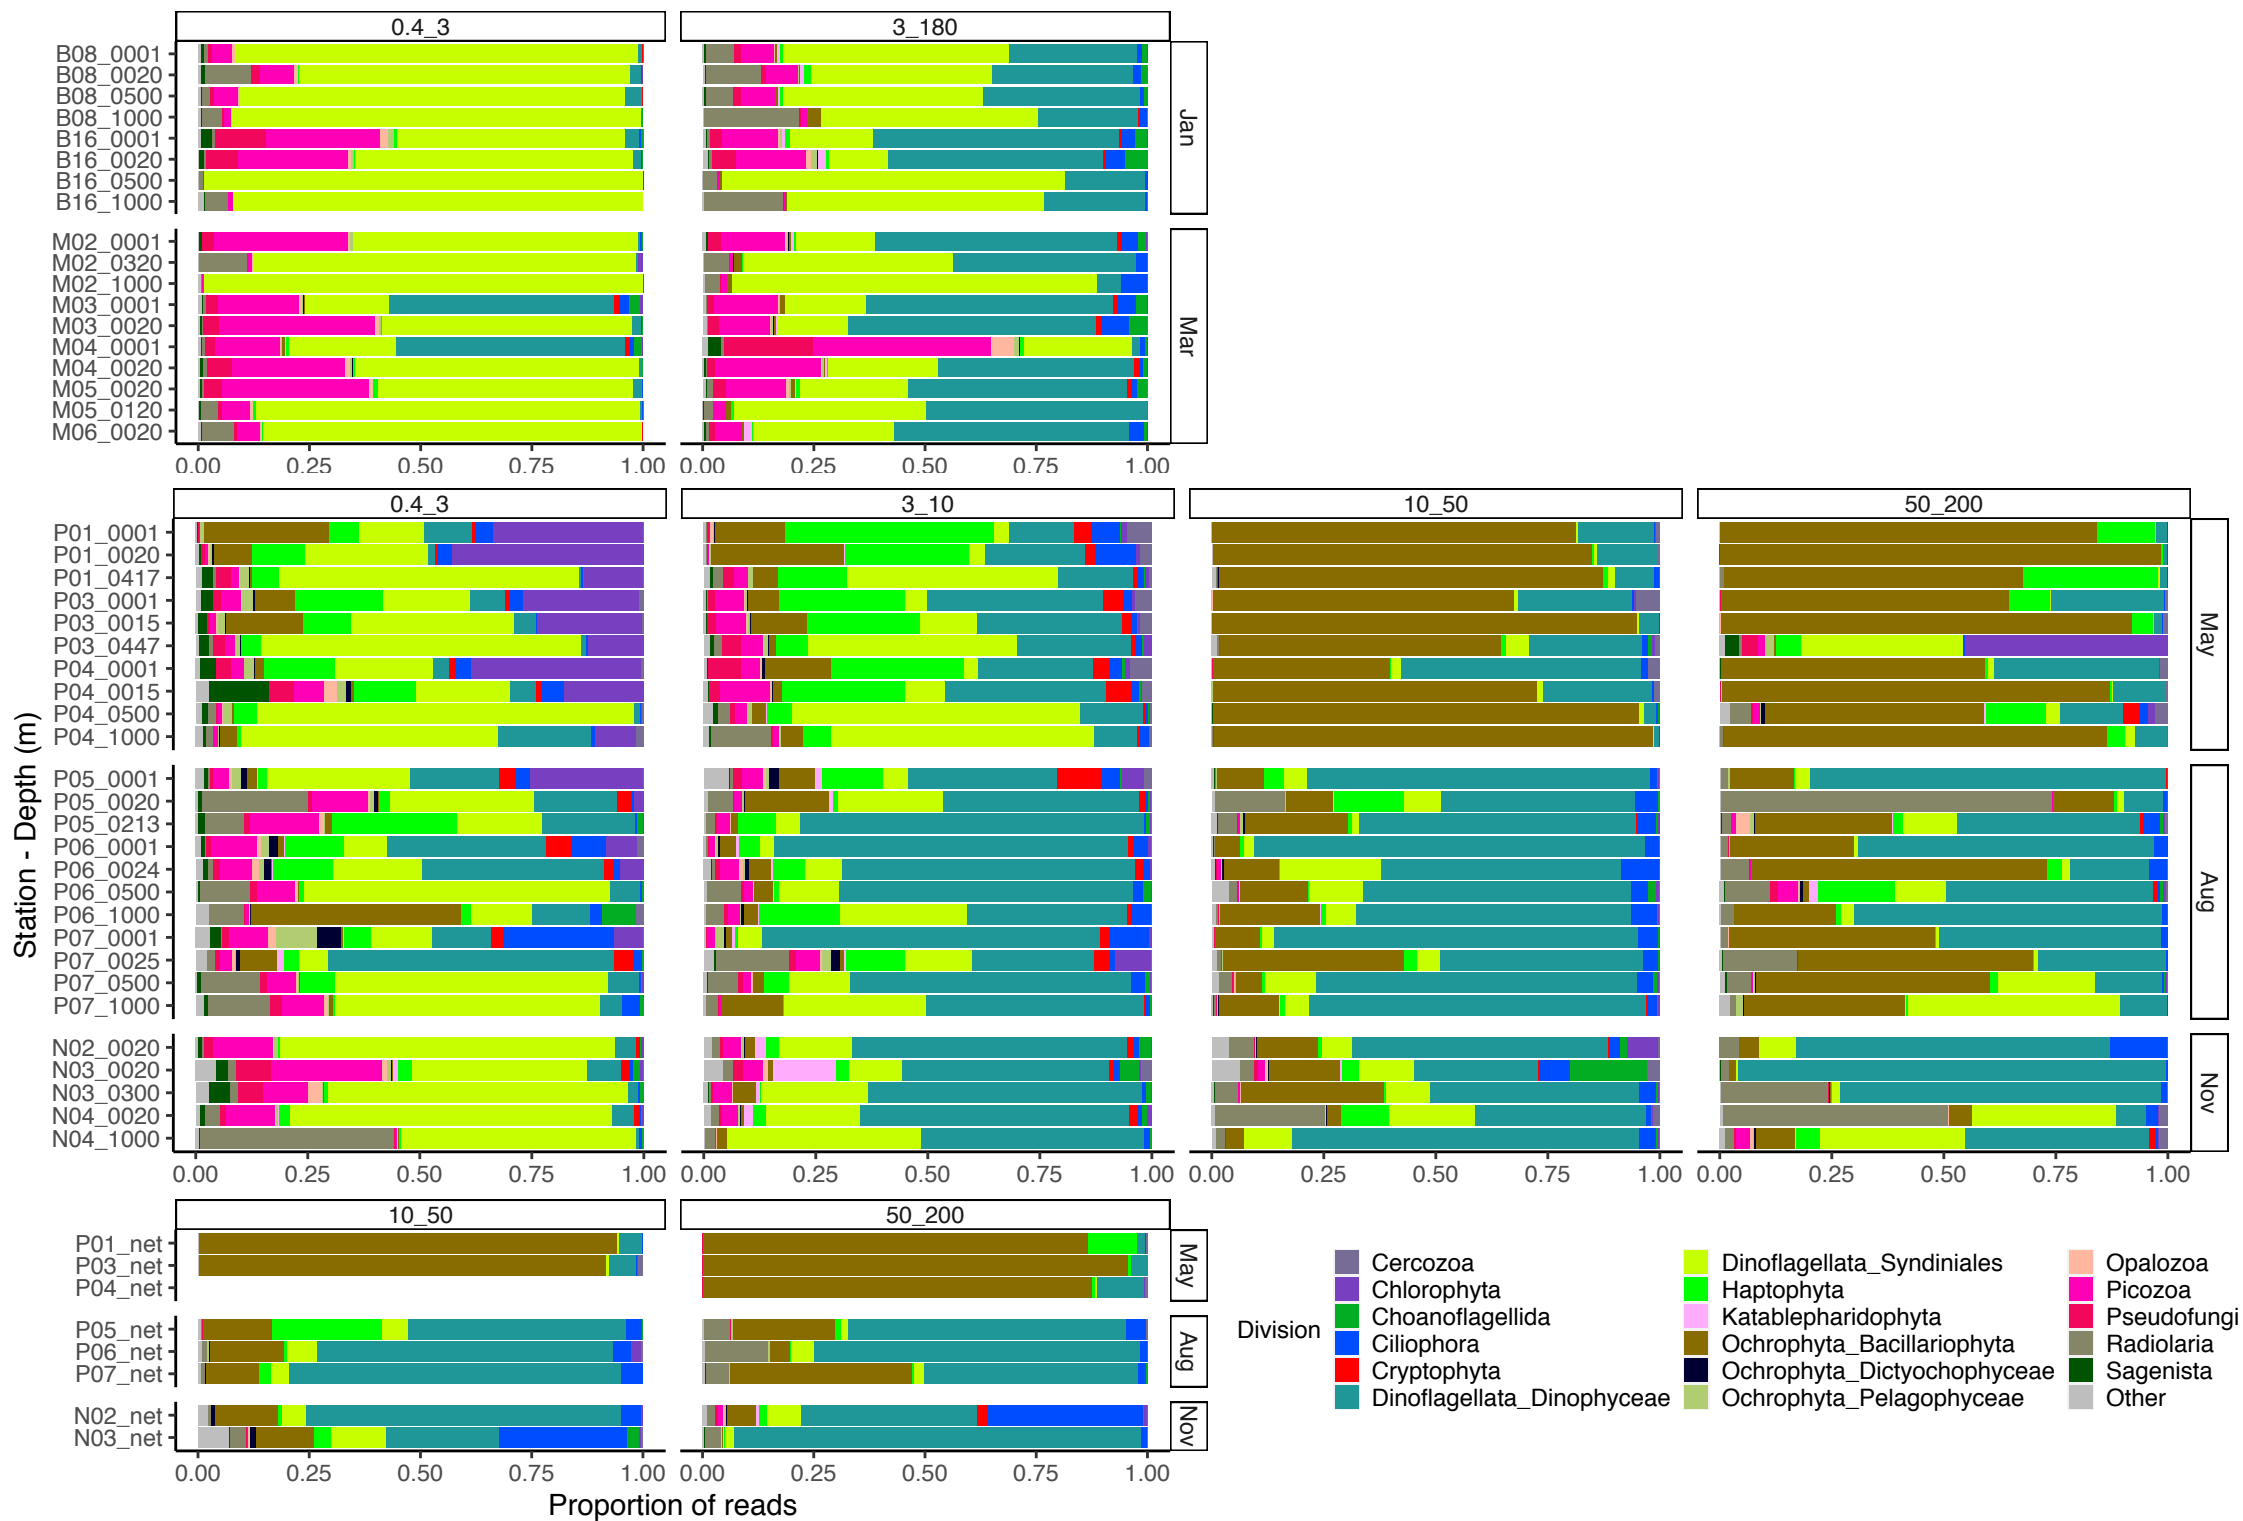 0.4_3 3_180
B08_0001
B08_0020
B08_0500
B08_1000
B16_0001
B16_0020
B16_0500
B16_1000
Jan
M02_0001
M02_0320
M02_1000
M03_0001
M03_0020
M04_0001
M04_0020
M05_0020
M05_0120
M06_0020
Mar
0.00 0.25 0.50 0.75 1.00 0.00 0.25 0.50 0.75 1.00
0.4_3 3_10 10_50 50_200
P01_0001
P01_0020
P01_0417
P03_0001
P03_0015
P03_0447
P04_0001
P04_0015
P04_0500
P04_1000
May
P05_0001
P05_0020
P05_0213
P06_0001
P06_0024
P06_0500
P06_1000
P07_0001
P07_0025
P07_0500
P07_1000
Aug
N02_0020
N03_0020
N03_0300
N04_0020
N04_1000
Nov
Station - Depth (m)
0.00 0.25 0.50 0.75 1.00 0.00 0.25 0.50 0.75 1.00 0.00 0.25 0.50 0.75 1.00 0.00 0.25 0.50 0.75 1.00
10_50 50_200
P01_net
P03_net
P04_net
May
P05_net
P06_net
P07_net
Aug
N02_net
N03_net
Nov
0.00 0.25 0.50 0.75 1.00 0.00 0.25 0.50 0.75 1.00
Proportion of reads
Division
Cercozoa
Chlorophyta
Choanoflagellida
Ciliophora
Cryptophyta
Dinoflagellata_Dinophyceae
Dinoflagellata_Syndiniales
Haptophyta
Katablepharidophyta
Ochrophyta_Bacillariophyta
Ochrophyta_Dictyochophyceae
Ochrophyta_Pelagophyceae
Opalozoa
Picozoa
Pseudofungi
Radiolaria
Sagenista
Other